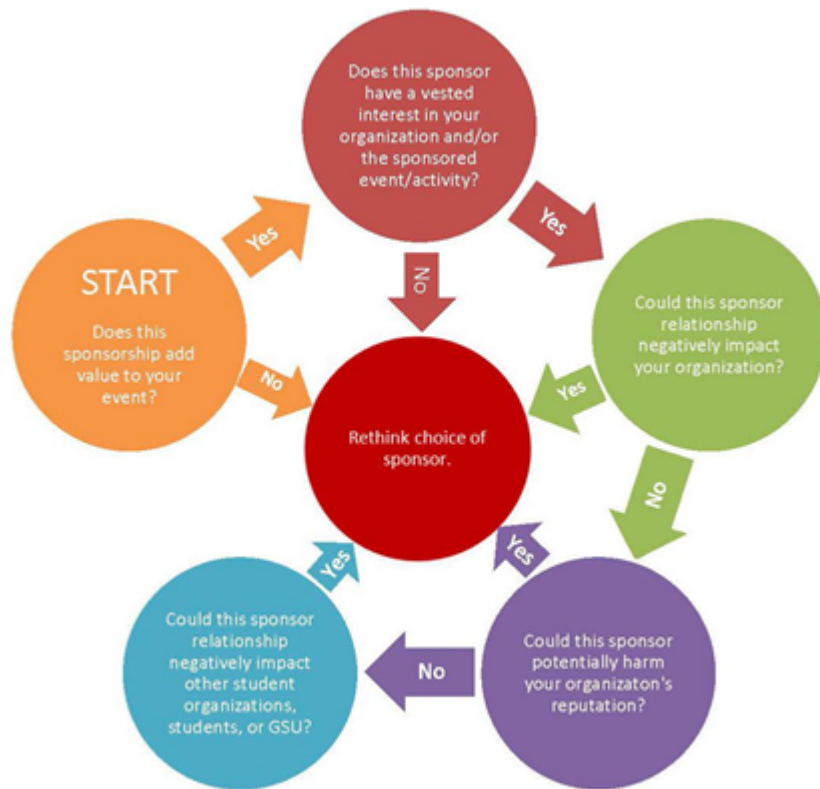 START
Does this
sponsorship add
value to your
event?
Yes
No
Does this sponsor
have a vested
interest in your
organization and/or
the sponsored
event/activity?
Yes
No
Could this sponsor
relationship
negatively impact
your organization?
Yes
No
Could this sponsor
potentially harm
your organizaton's
reputation?
Yes
No
Could this sponsor
relationship
negatively impact
other student
organizations,
students, or GSU?
Yes
Rethink choice of
sponsor.